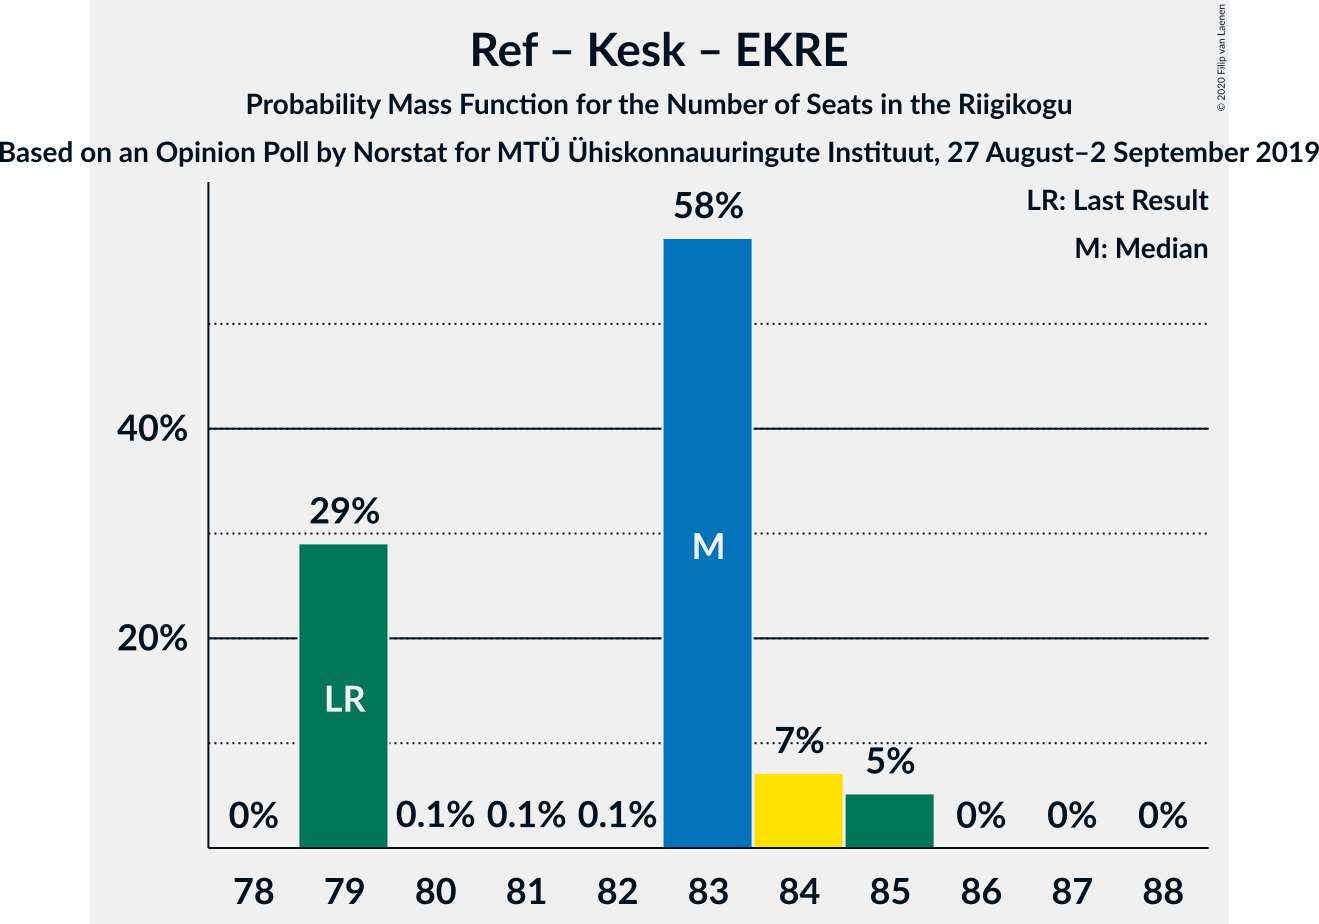 Ref – Kesk – EKRE
Probability Mass Function for the Number of Seats in the Riigikogu
Based on an Opinion Poll by Norstat for MTÜ Ühiskonnauuringute Instituut, 27 August–2 September 2019
© 2020 Filip van Laenen
LR: Last Result
M: Median
58%
40%
29%
M
20%
LR
7%
5%
0% 0.1% 0.1% 0.1% 0% 0% 0%
78 79 80 81 82 83 84 85 86 87 88